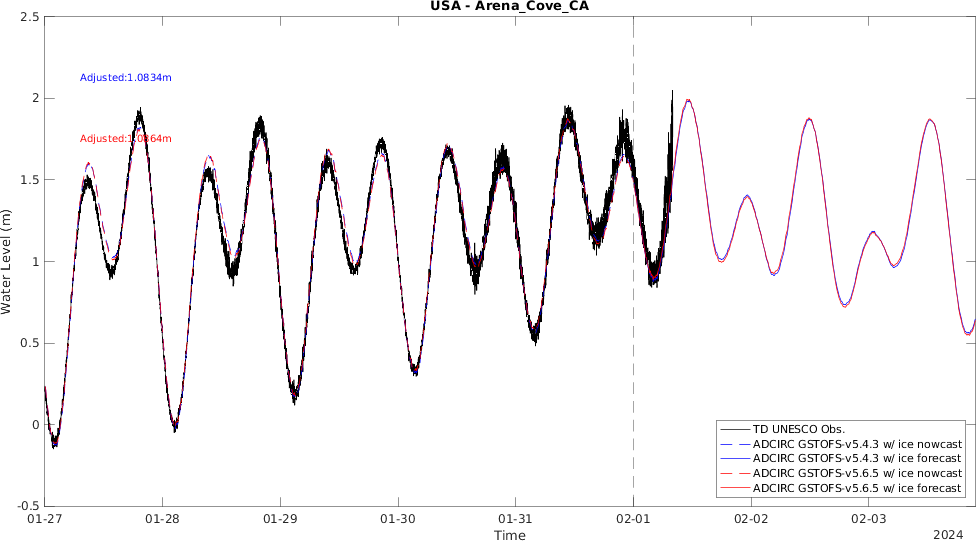 USA - Arena_Cove_CA
2.5
2
1.5
1
0.5
0
-0.5
Water Level (m)
Adjusted:1.0834m
Adjusted:1.0864m
TD UNESCO Obs.
ADCIRC GSTOFS-v5.4.3 w/ ice nowcast
ADCIRC GSTOFS-v5.4.3 w/ ice forecast
ADCIRC GSTOFS-v5.6.5 w/ ice nowcast
ADCIRC GSTOFS-v5.6.5 w/ ice forecast
01-27 01-28 01-29 01-30 01-31 02-01 02-02 02-03
Time
2024